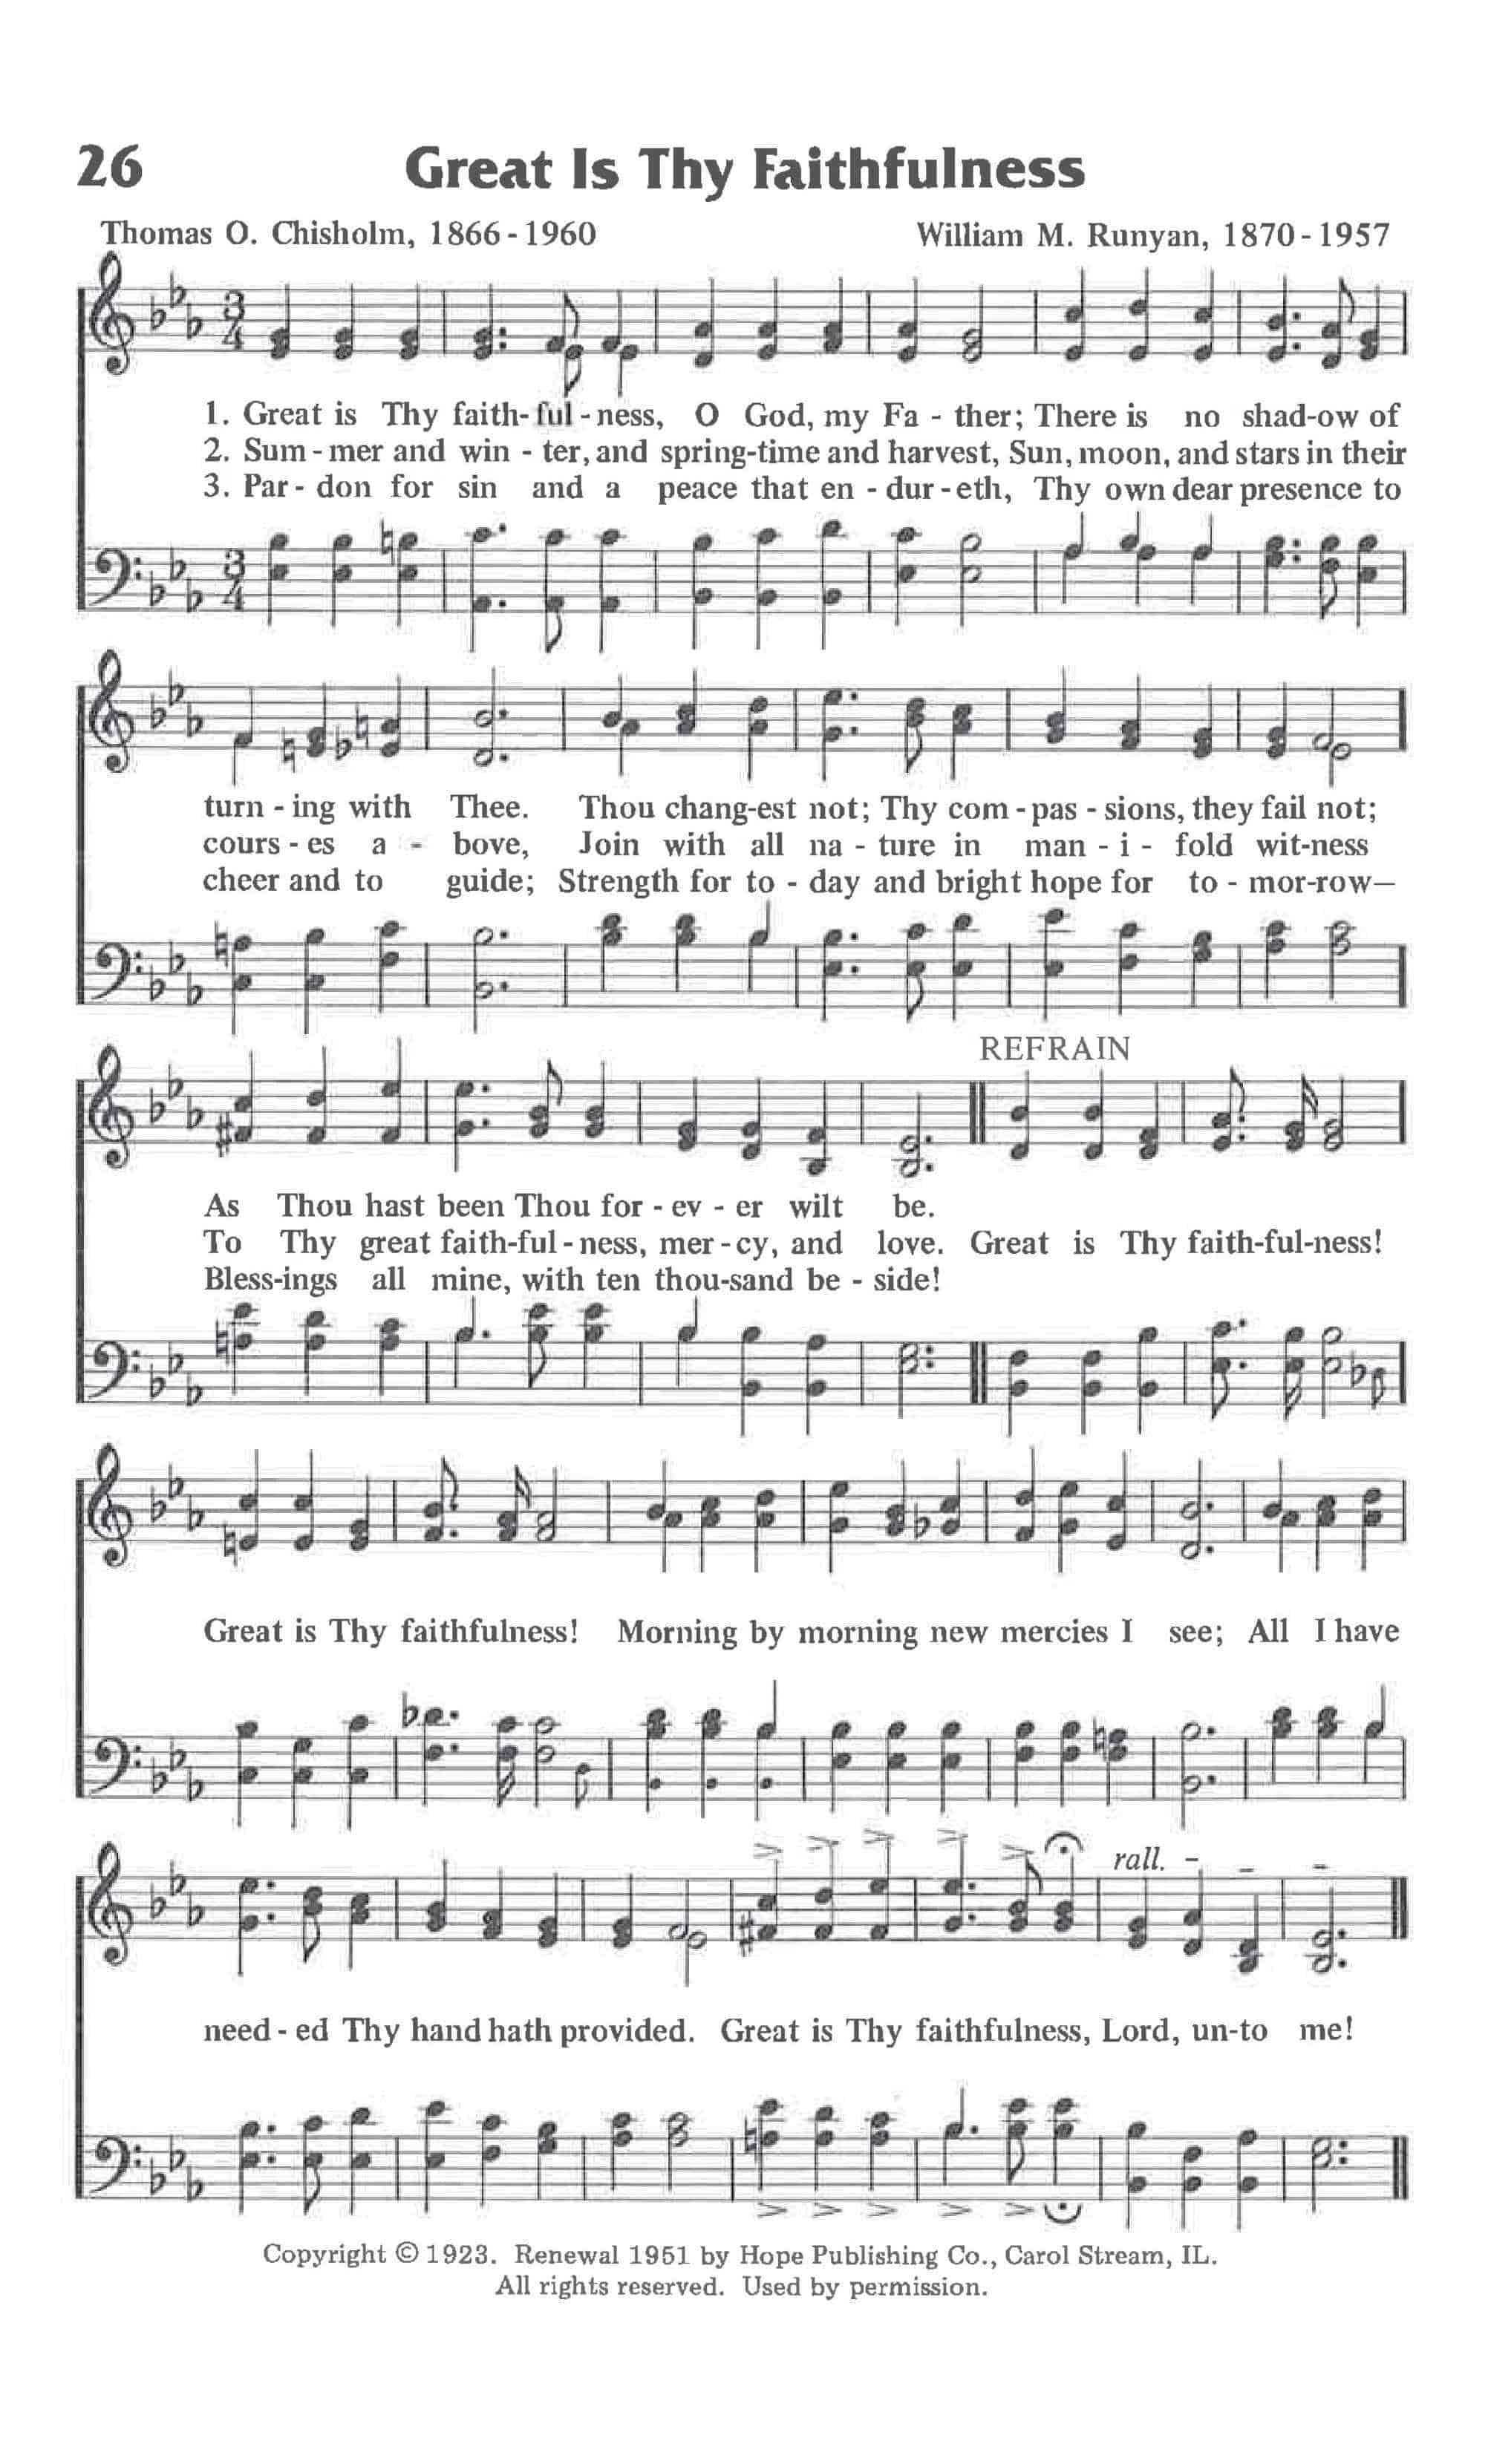 26 Great Is Thy Faithfulness
Thomas O. Chisholm, 1866-1960 William M. Runyan, 1870-1957
1. Great is Thy faith-ful-ness, O God, my Fa - ther; There is no shad-ow of
2. Sum-mer and win - ter, and spring-time and harvest, Sun, moon, and stars in their
3. Par- don for sin and a peace that en - dur-eth, Thy own dear presence to
turn - ing with Thee. Thou chang-est not; Thy com-pas - sions, they fail not;
cours - es a - bove, Join with all na - ture in man - i - fold wit-ness
cheer and to guide; Strength for to - day and bright hope for to - mor-row—
REFRAIN
As Thou hast been Thou for - ev - er wilt be.
To Thy great faith-ful-ness, mer-cy, and love. Great is Thy faith-ful-ness!
Bless-ings all mine, with ten thou-sand be - side!
Great is Thy faithfulness! Morning by morning new mercies I see; All I have
rall.
need - ed Thy hand hath provided. Great is Thy faithfulness, Lord, un-to me!
Copyright © 1923. Renewal 1951 by Hope Publishing Co., Carol Stream, IL.
All rights reserved. Used by permission.